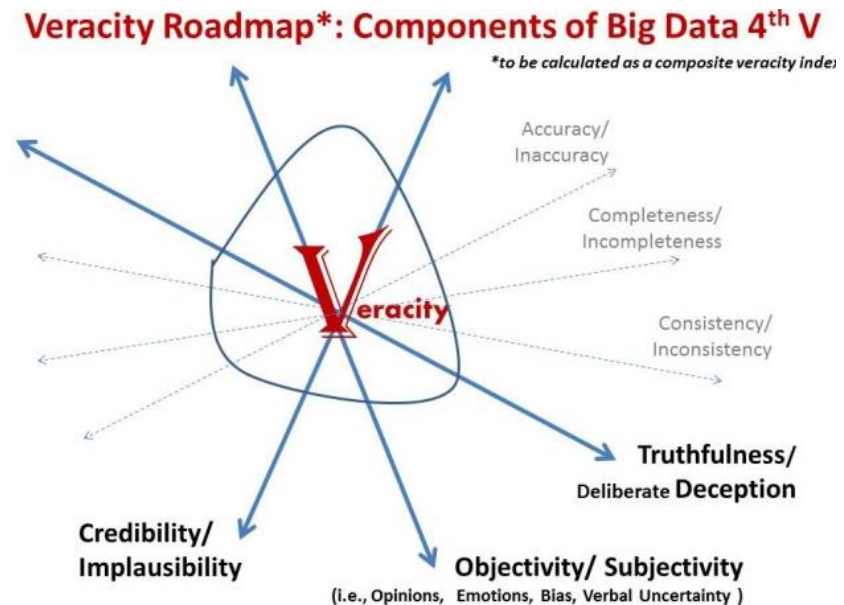 Veracity Roadmap*: Components of Big Data 4th V
*to be calculated as a composite veracity index
Accuracy/
Inaccuracy
Completeness/
Incompleteness
Veracity
Consistency/
Inconsistency
Truthfulness/
Deliberate Deception
Credibility/
Implausibility
Objectivity/ Subjectivity
(i.e., Opinions, Emotions, Bias, Verbal Uncertainty )